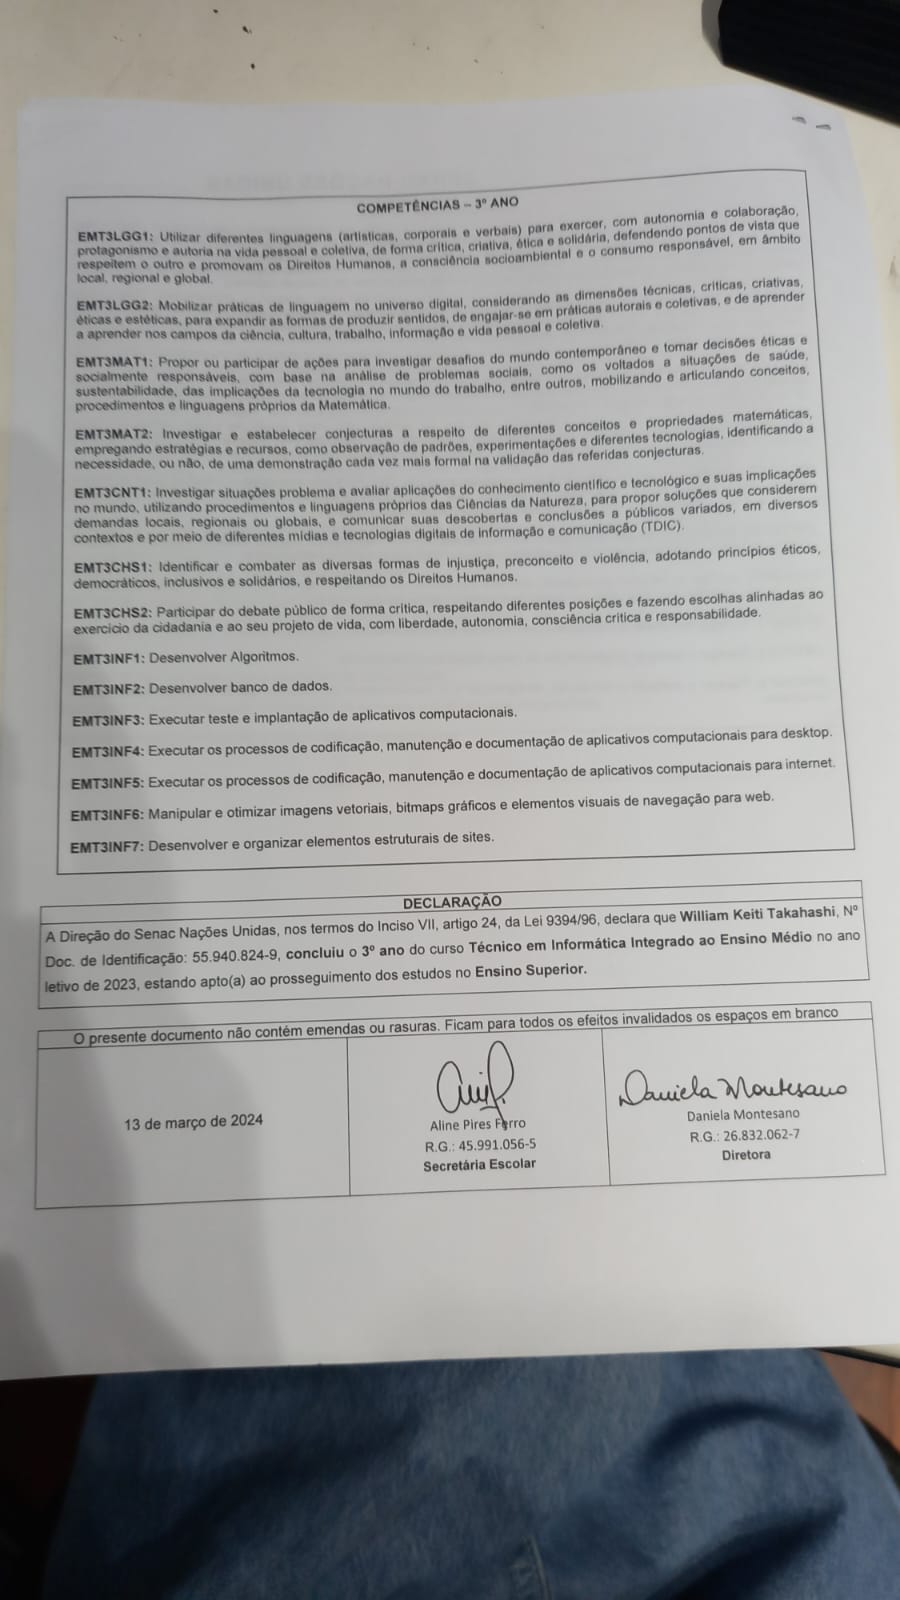 COMPETÊNCIAS – 3º ANO
EMT3LGG1: Utilizar diferentes linguagens (artísticas, corporais e verbais) para exercer, com autonomia e colaboração,
protagonismo e autoria na vida pessoal e coletiva, de forma crítica, criativa, ética e solidária, defendendo pontos de vista que
respeitem o outro e promovam os Direitos Humanos, a consciência socioambiental e o consumo responsável, em âmbito
local, regional e global.
EMT3LGG2: Mobilizar práticas de linguagem no universo digital, considerando as dimensões técnicas, críticas, criativas,
éticas e estéticas, para expandir as formas de produzir sentidos, de engajar-se em práticas autorais e coletivas, e de aprender
a aprender nos campos da ciência, cultura, trabalho, informação e vida pessoal e coletiva.
EMT3MAT1: Propor ou participar de ações para investigar desafios do mundo contemporâneo e tomar decisões éticas e
socialmente responsáveis, com base na análise de problemas sociais, como os voltados a situações de saúde,
sustentabilidade, das implicações da tecnologia no mundo do trabalho, entre outros, mobilizando e articulando conceitos,
procedimentos e linguagens próprios da Matemática.
EMT3MAT2: Investigar e estabelecer conjecturas a respeito de diferentes conceitos e propriedades matemáticas,
empregando estratégias e recursos, como observação de padrões, experimentações e diferentes tecnologias, identificando a
necessidade, ou não, de uma demonstração cada vez mais formal na validação das referidas conjecturas.
EMT3CNT1: Investigar situações problema e avaliar aplicações do conhecimento científico e tecnológico e suas implicações
no mundo, utilizando procedimentos e linguagens próprios das Ciências da Natureza, para propor soluções que considerem
demandas locais, regionais ou globais, e comunicar suas descobertas e conclusões a públicos variados, em diversos
contextos e por meio de diferentes mídias e tecnologias digitais de informação e comunicação (TDIC).
EMT3CHS1: Identificar e combater as diversas formas de injustiça, preconceito e violência, adotando princípios éticos,
democráticos, inclusivos e solidários, e respeitando os Direitos Humanos.
EMT3CHS2: Participar do debate público de forma crítica, respeitando diferentes posições e fazendo escolhas alinhadas ao
exercício da cidadania e ao seu projeto de vida, com liberdade, autonomia, consciência crítica e responsabilidade.
EMT3INF1: Desenvolver Algoritmos.
EMT3INF2: Desenvolver banco de dados.
EMT3INF3: Executar teste e implantação de aplicativos computacionais.
EMT3INF4: Executar os processos de codificação, manutenção e documentação de aplicativos computacionais para desktop.
EMT3INF5: Executar os processos de codificação, manutenção e documentação de aplicativos computacionais para internet.
EMT3INF6: Manipular e otimizar imagens vetoriais, bitmaps gráficos e elementos visuais de navegação para web.
EMT3INF7: Desenvolver e organizar elementos estruturais de sites.
DECLARAÇÃO
A Direção do Senac Nações Unidas, nos termos do Inciso VII, artigo 24, da Lei 9394/96, declara que William Keiti Takahashi, Nº
Doc. de Identificação: 55.940.824-9, concluiu o 3º ano do curso Técnico em Informática Integrado ao Ensino Médio no ano
letivo de 2023, estando apto(a) ao prosseguimento dos estudos no Ensino Superior.
O presente documento não contém emendas ou rasuras. Ficam para todos os efeitos invalidados os espaços em branco
13 de março de 2024
Aline Pires Ferro
R.G.: 45.991.056-5
Secretária Escolar
Daniela Montesano
Daniela Montesano
R.G.: 26.832.062-7
Diretora